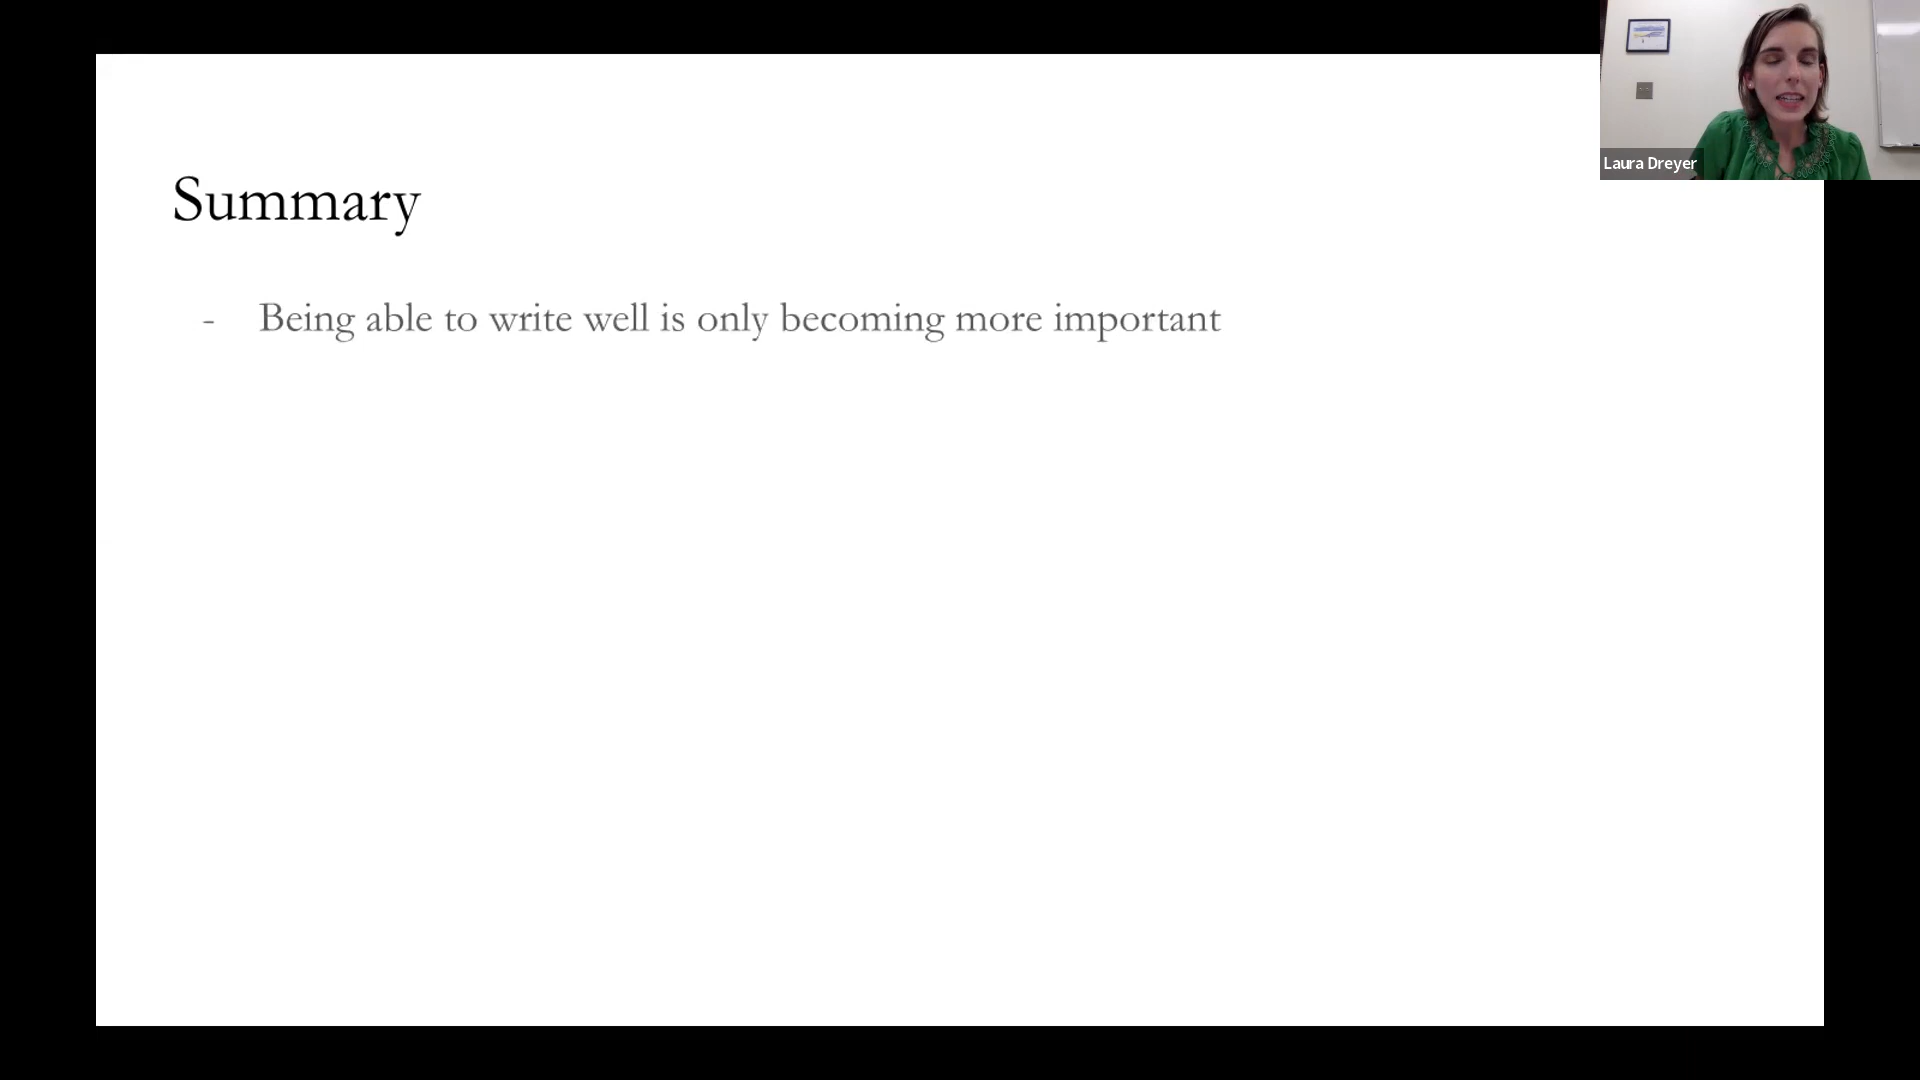 Summary
- Being able to write well is only becoming more important
Laura Dreyer